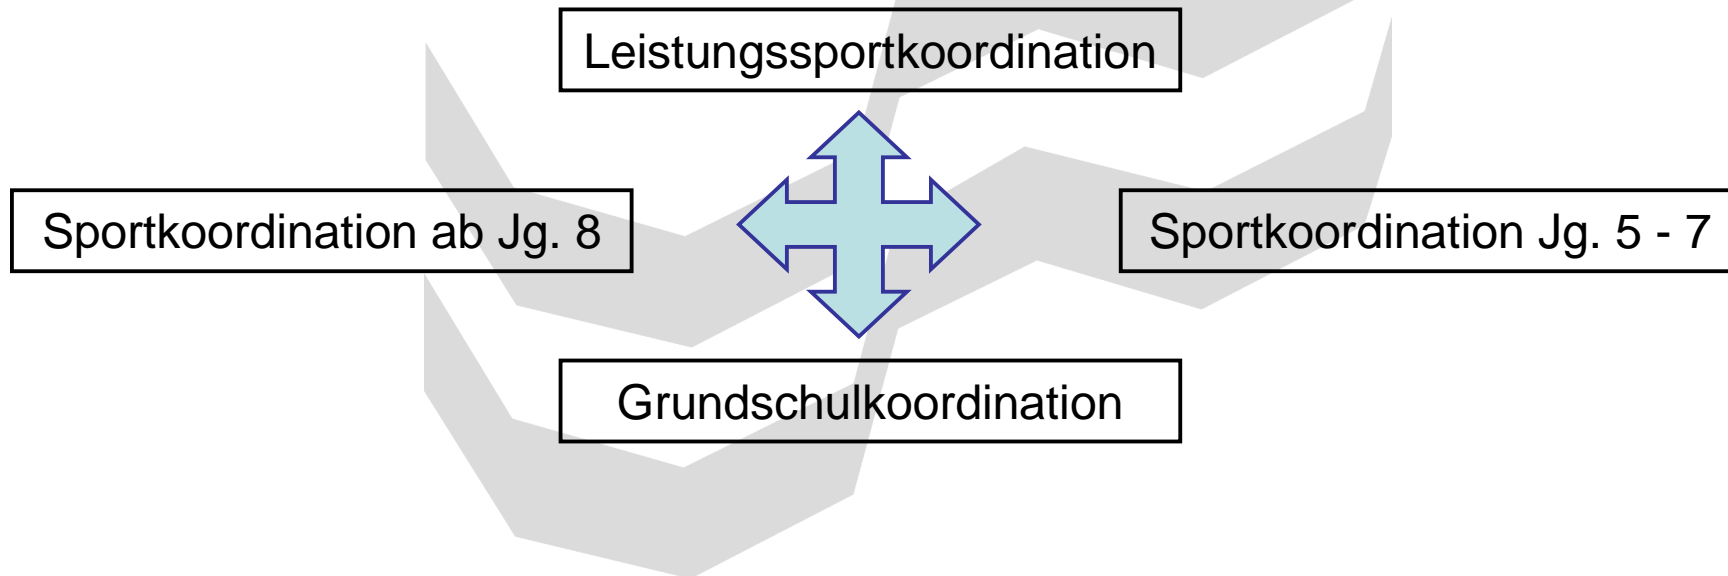 Leistungssportkoordination
Sportkoordination ab Jg. 8
Sportkoordination Jg. 5 - 7
Grundschulkoordination